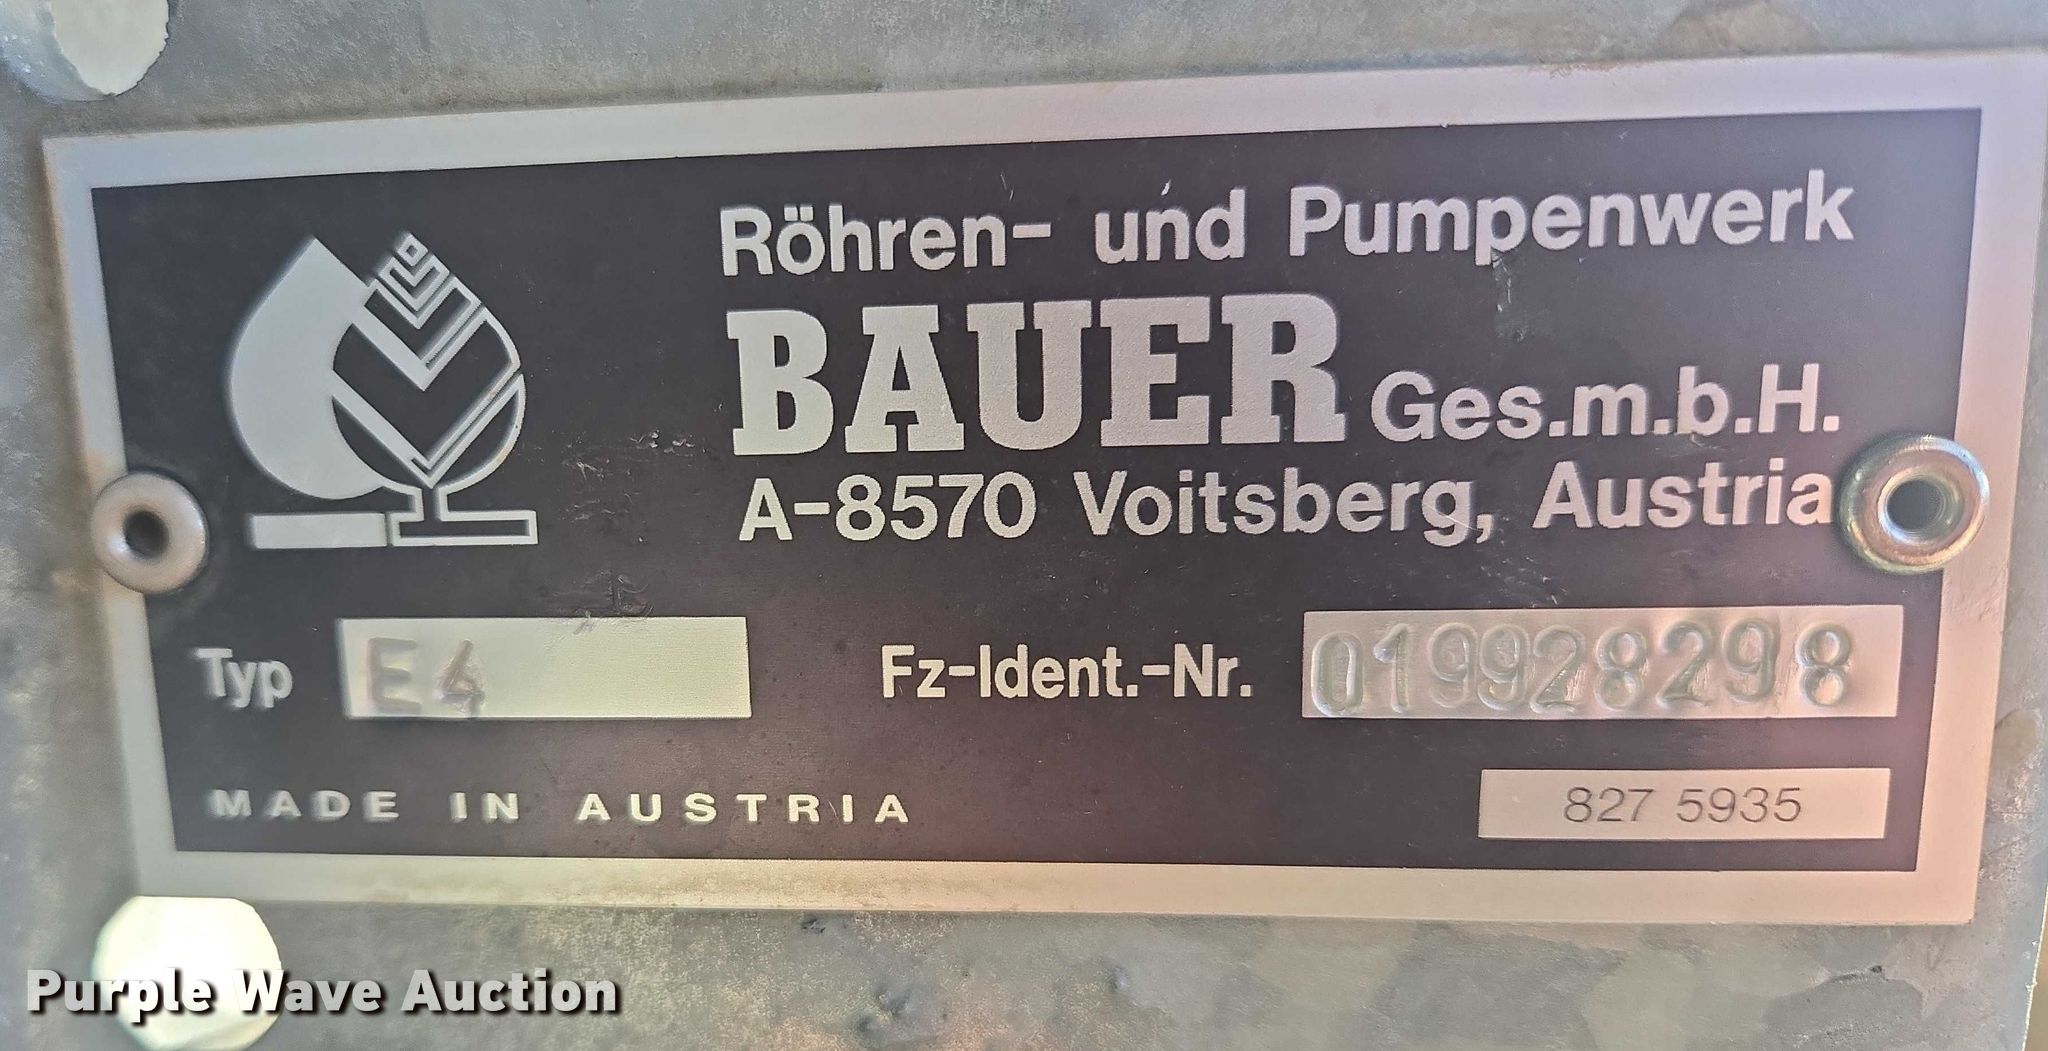 Röhren- und Pumpenwerk
BAUER Ges.m.b.H.
A-8570 Voitsberg, Austria
Typ E4 Fz-Ident.-Nr. 019928298
MADE IN AUSTRIA 827 5935
Purple Wave Auction